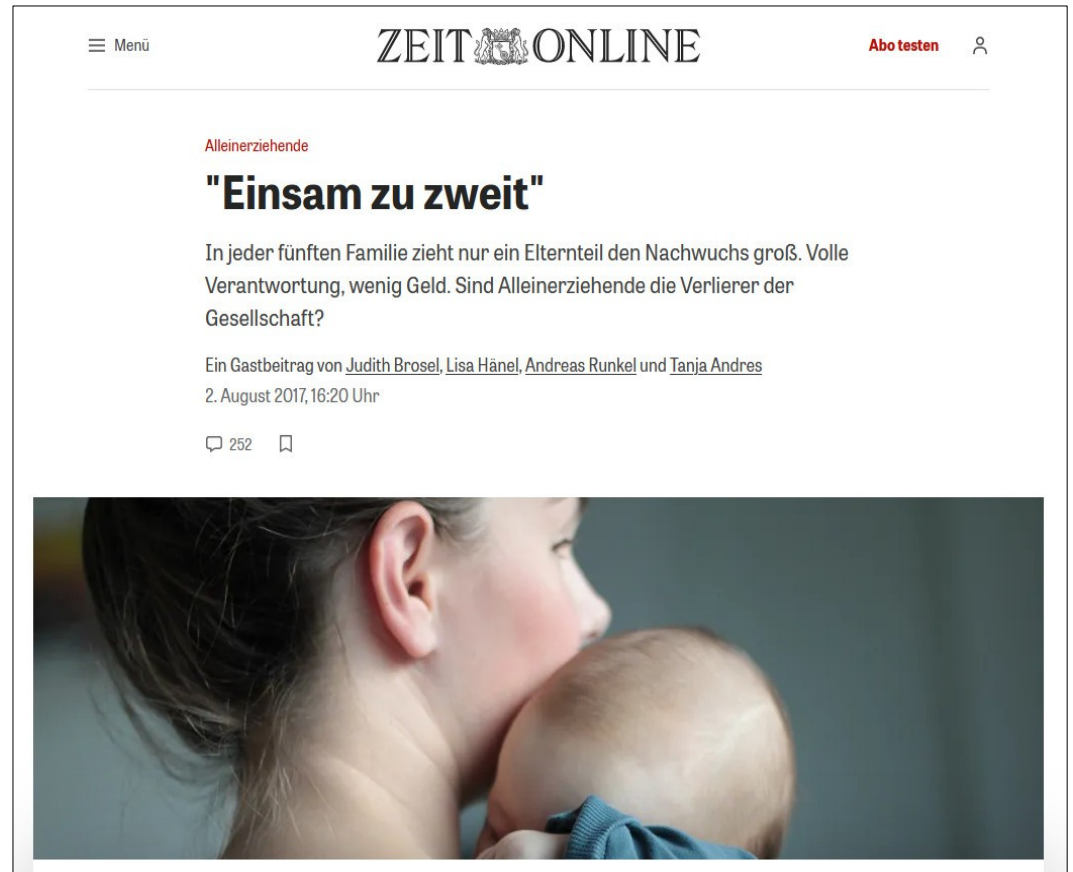 Menü
ZEIT ONLINE
Abo testen
Alleinerziehende
"Einsam zu zweit"
In jeder fünften Familie zieht nur ein Elternteil den Nachwuchs groß. Volle
Verantwortung, wenig Geld. Sind Alleinerziehende die Verlierer der
Gesellschaft?
Ein Gastbeitrag von Judith Brosel, Lisa Hänel, Andreas Runkel und Tanja Andres
2. August 2017, 16:20 Uhr
252